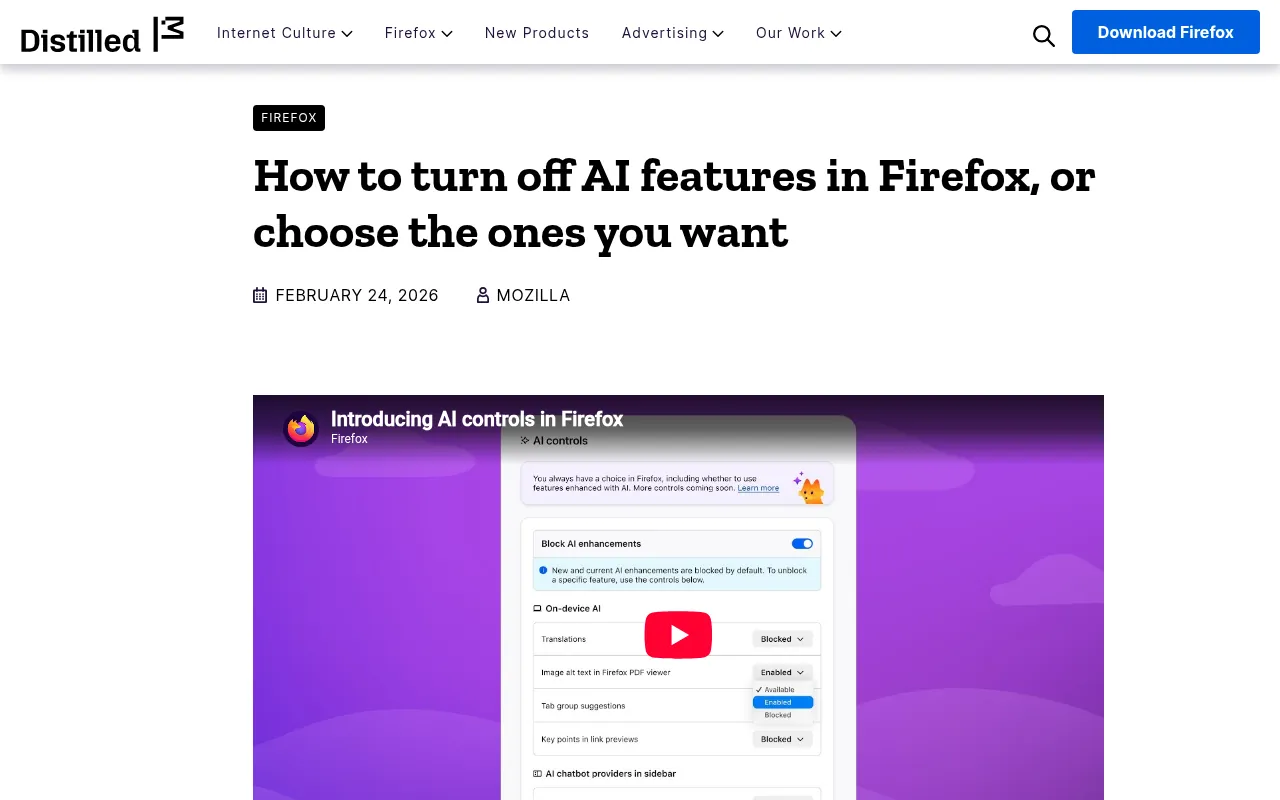 Distilled
Internet Culture
Firefox
New Products
Advertising
Our Work
Download Firefox
FIREFOX
How to turn off AI features in Firefox, or
choose the ones you want
FEBRUARY 24, 2026
MOZILLA
Introducing AI controls in Firefox
Firefox
AI controls
You always have a choice in Firefox, including whether to use
features enhanced with AI. More controls coming soon. Learn more
Block AI enhancements
New and current AI enhancements are blocked by default. To unblock
a specific feature, use the controls below.
On-device AI
Translations
Blocked
Image alt text in Firefox PDF viewer
Enabled
Available
Enabled
Blocked
Tab group suggestions
Key points in link previews
Blocked
AI chatbot providers in sidebar